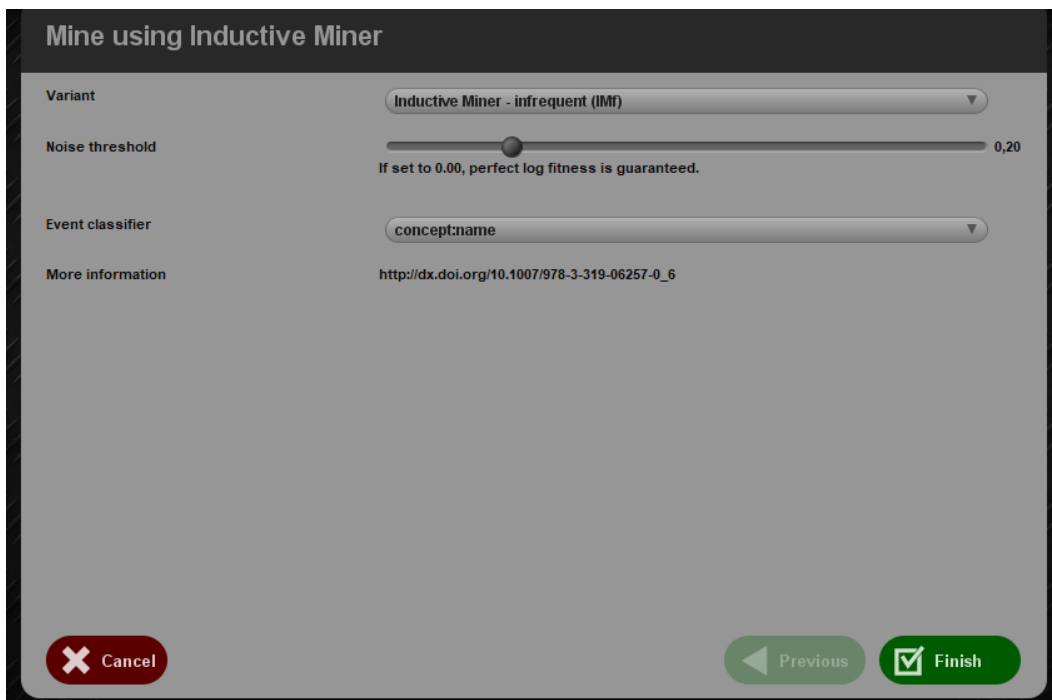 Mine using Inductive Miner
Variant
Inductive Miner - infrequent (IMf)
Noise threshold
0,20
If set to 0.00, perfect log fitness is guaranteed.
Event classifier
concept:name
More information
http://dx.doi.org/10.1007/978-3-319-06257-0_6
Cancel
Previous
Finish